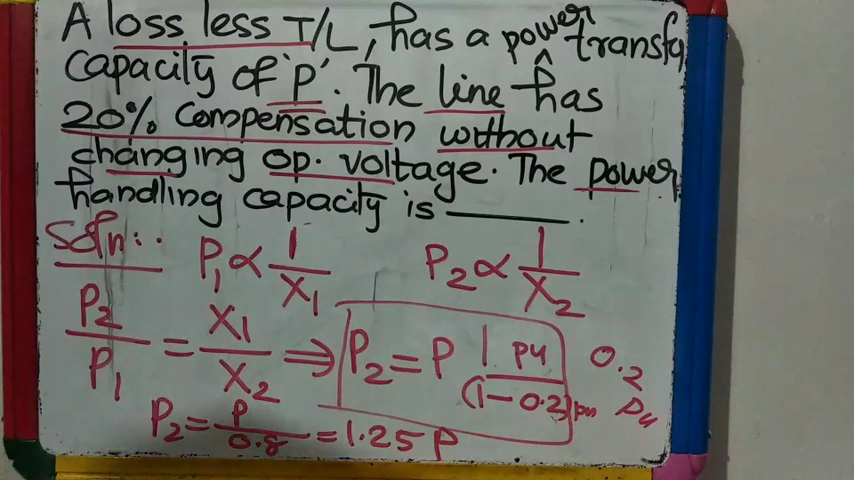 A loss less T/L, has a power transfe
capacity of 'P'. The line has
20% compensation without
changing op. voltage. The power
handling capacity is ______.
Soln:..
P₁ ∝ 1/X₁ P₂ ∝ 1/X₂
P₂/P₁ = X₁/X₂ ⇒ P₂ = P 1 pu/(1-0.2)pu 0.2 pu
P₂ = P/0.8 = 1.25 P